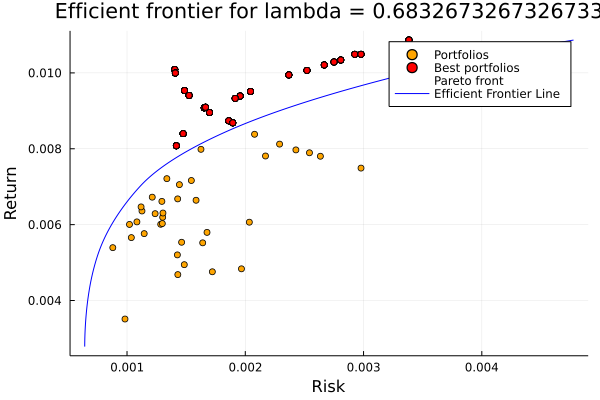 Efficient frontier for lambda = 0.6832673267326733
0.010
0.008
0.006
0.004
Return
Portfolios
Best portfolios
Pareto front
Efficient Frontier Line
0.001
0.002
0.003
0.004
Risk